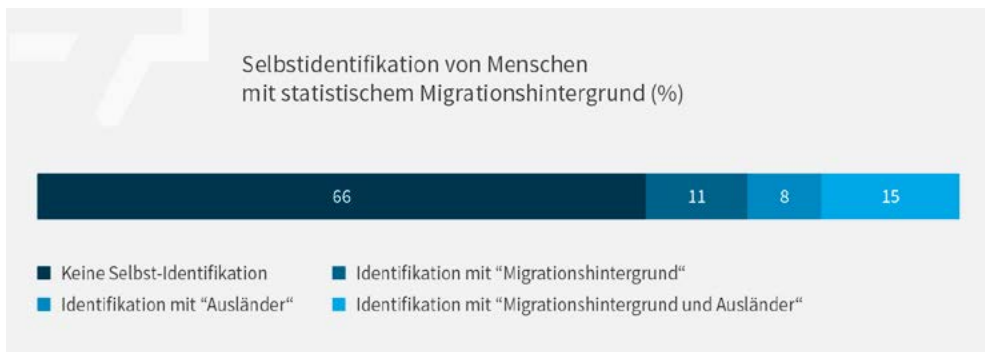 Selbstidentifikation von Menschen
mit statistischem Migrationshintergrund (%)
66 11 8 15
Keine Selbst-Identifikation
Identifikation mit “Migrationshintergrund“
Identifikation mit “Ausländer“
Identifikation mit “Migrationshintergrund und Ausländer“